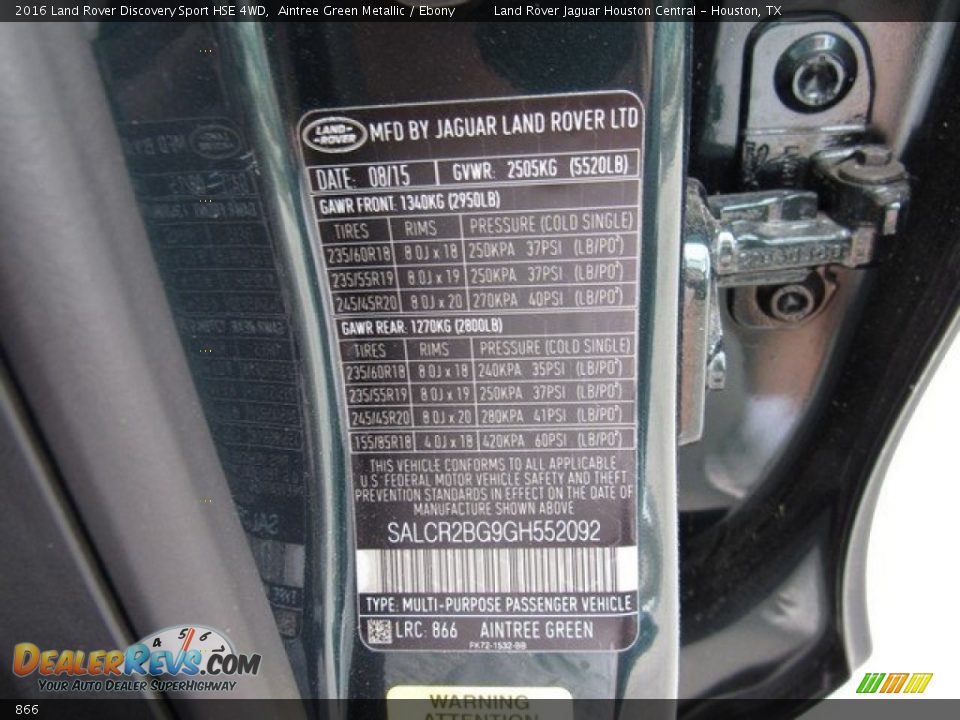 2016 Land Rover Discovery Sport HSE 4WD, Aintree Green Metallic / Ebony Land Rover Jaguar Houston Central - Houston, TX
LAND-
-ROVER
MFD BY JAGUAR LAND ROVER LTD
DATE: 08/15 GVWR: 2505KG (5520LB)
GAWR FRONT: 1340KG (2950LB)
TIRES RIMS PRESSURE (COLD SINGLE)
235/60R18 8.0J x 18 250KPA 37PSI (LB/PO²)
235/55R19 8.0J x 19 250KPA 37PSI (LB/PO²)
245/45R20 8.0J x 20 270KPA 40PSI (LB/PO²)
GAWR REAR: 1270KG (2800LB)
TIRES RIMS PRESSURE (COLD SINGLE)
235/60R18 8.0J x 18 240KPA 35PSI (LB/PO²)
235/55R19 8.0J x 19 250KPA 37PSI (LB/PO²)
245/45R20 8.0J x 20 280KPA 41PSI (LB/PO²)
155/85R18 4.0J x 18 420KPA 60PSI (LB/PO²)
THIS VEHICLE CONFORMS TO ALL APPLICABLE
U.S. FEDERAL MOTOR VEHICLE SAFETY AND THEFT
PREVENTION STANDARDS IN EFFECT ON THE DATE OF
MANUFACTURE SHOWN ABOVE
SALCR2BG9GH552092
TYPE: MULTI-PURPOSE PASSENGER VEHICLE
LRC: 866 AINTREE GREEN
FK72-1532-BB
WARNING
ATTENTION
4 5 6
DEALERREVS.COM
YOUR AUTO DEALER SUPERHIGHWAY
866